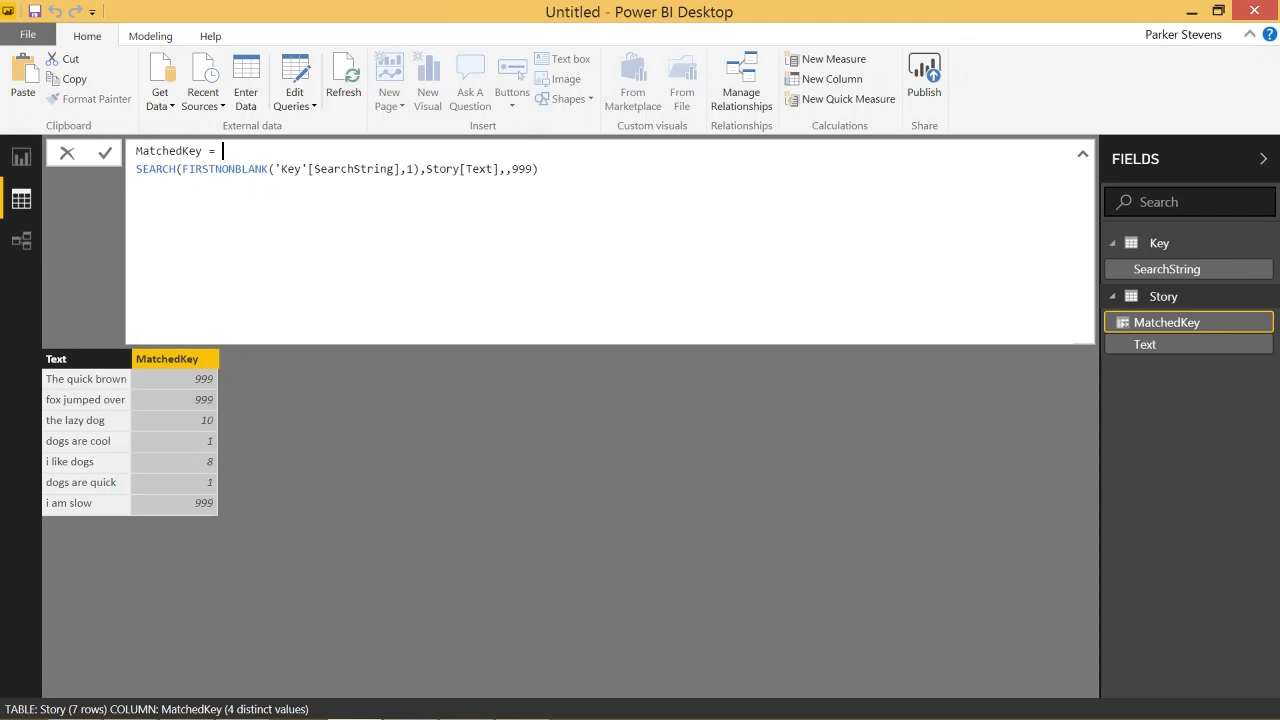 Untitled - Power BI Desktop
File
Home
Modeling
Help
Parker Stevens
Paste
Cut
Copy
Format Painter
Clipboard
Get Data
Recent Sources
Enter Data
External data
Edit Queries
Refresh
New Page
New Visual
Ask A Question
Buttons
Text box
Image
Shapes
Insert
From Marketplace
From File
Custom visuals
Manage Relationships
Relationships
New Measure
New Column
New Quick Measure
Calculations
Publish
Share
MatchedKey =
SEARCH(FIRSTNONBLANK('Key'[SearchString],1),Story[Text],,999)
FIELDS
Search
Key
SearchString
Story
MatchedKey
Text
Text MatchedKey
The quick brown 999
fox jumped over 999
the lazy dog 10
dogs are cool 1
i like dogs 8
dogs are quick 1
i am slow 999
TABLE: Story (7 rows) COLUMN: MatchedKey (4 distinct values)